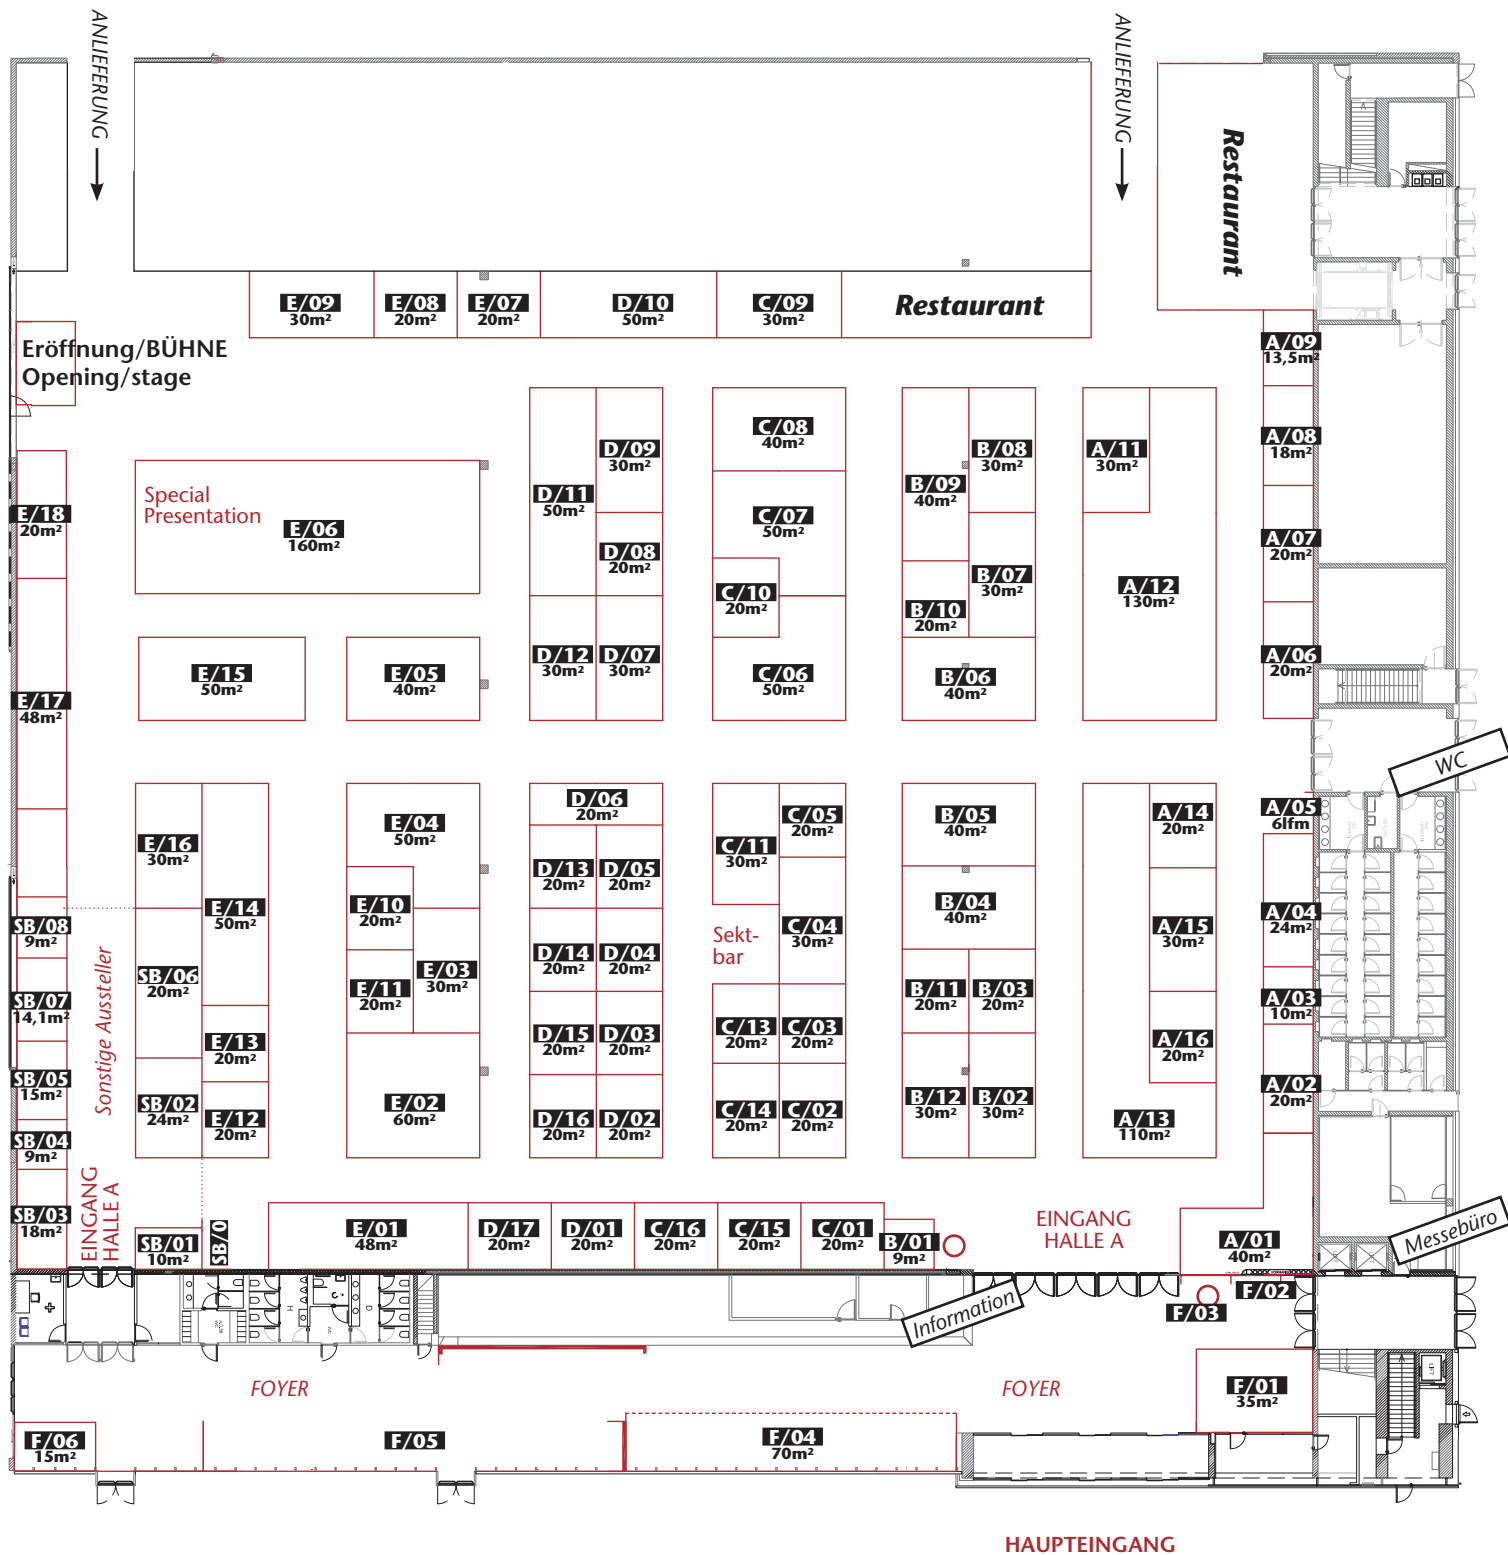 ANLIEFERUNG
ANLIEFERUNG
Restaurant
E/09
30m²
E/08
20m²
E/07
20m²
D/10
50m²
C/09
30m²
Restaurant
Eröffnung/BÜHNE
Opening/stage
A/09
13,5m²
E/18
20m²
Special
Presentation
E/06
160m²
D/11
50m²
D/09
30m²
D/08
20m²
C/08
40m²
C/07
50m²
C/10
20m²
B/09
40m²
B/08
30m²
B/07
30m²
B/10
20m²
A/11
30m²
A/12
130m²
A/08
18m²
A/07
20m²
A/06
20m²
E/17
48m²
E/15
50m²
E/05
40m²
D/12
30m²
D/07
30m²
C/06
50m²
B/06
40m²
WC
E/16
30m²
E/14
50m²
E/04
50m²
E/10
20m²
E/03
30m²
E/11
20m²
D/06
20m²
D/13
20m²
D/05
20m²
D/14
20m²
D/04
20m²
C/11
30m²
C/05
20m²
C/04
30m²
Sekt-
bar
B/05
40m²
B/04
40m²
B/11
20m²
B/03
20m²
A/14
20m²
A/15
30m²
A/16
20m²
A/05
6lfm
A/04
24m²
A/03
10m²
A/02
20m²
SB/08
9m²
SB/07
14,1m²
SB/05
15m²
SB/04
9m²
SB/03
18m²
Sonstige Aussteller
SB/06
20m²
SB/02
24m²
E/13
20m²
E/12
20m²
E/02
60m²
D/15
20m²
D/03
20m²
D/16
20m²
D/02
20m²
C/13
20m²
C/03
20m²
C/14
20m²
C/02
20m²
B/12
30m²
B/02
30m²
A/13
110m²
EINGANG
HALLE A
SB/01
10m²
SB/0
E/01
48m²
D/17
20m²
D/01
20m²
C/16
20m²
C/15
20m²
C/01
20m²
B/01
9m²
EINGANG
HALLE A
A/01
40m²
Messebüro
Information
F/03
F/02
H
D
WC
LIFT
FOYER
FOYER
F/01
35m²
F/06
15m²
F/05
F/04
70m²
HAUPTEINGANG